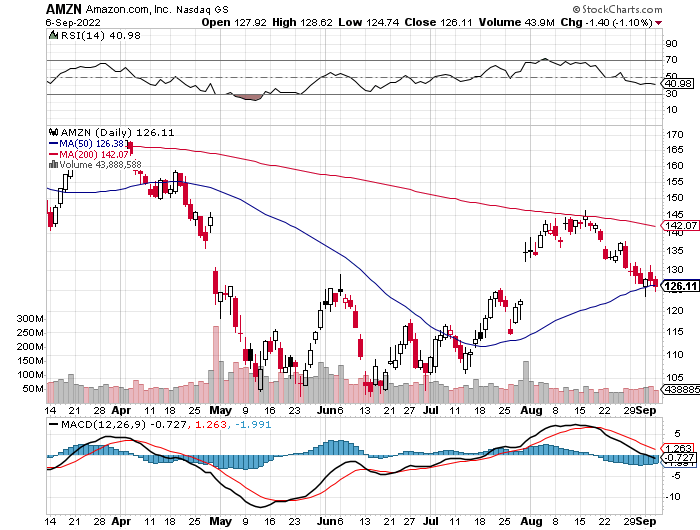 AMZN Amazon.com, Inc. Nasdaq GS © StockCharts.com
6-Sep-2022 Open 127.92 High 128.62 Low 124.74 Close 126.11 Volume 43.9M Chg -1.40 (-1.10%)
RSI(14) 40.98
90
70
50
40.98
30
10
AMZN (Daily) 126.11
MA(50) 126.381
MA(200) 142.07
Volume 43,888,588
170
165
160
155
150
145
142.07
140
135
130
126.11
120
115
110
105
438885
300M
250M
200M
150M
100M
50M
14 21 28 Apr 11 18 25 May 9 16 23 Jun 6 13 21 27 Jul 11 18 25 Aug 8 15 22 29 Sep
MACD(12,26,9) -0.727, 1.263, -1.991
5
1.263
-0.727
-5
-10
14 21 28 Apr 11 18 25 May 9 16 23 Jun 6 13 21 27 Jul 11 18 25 Aug 8 15 22 29 Sep